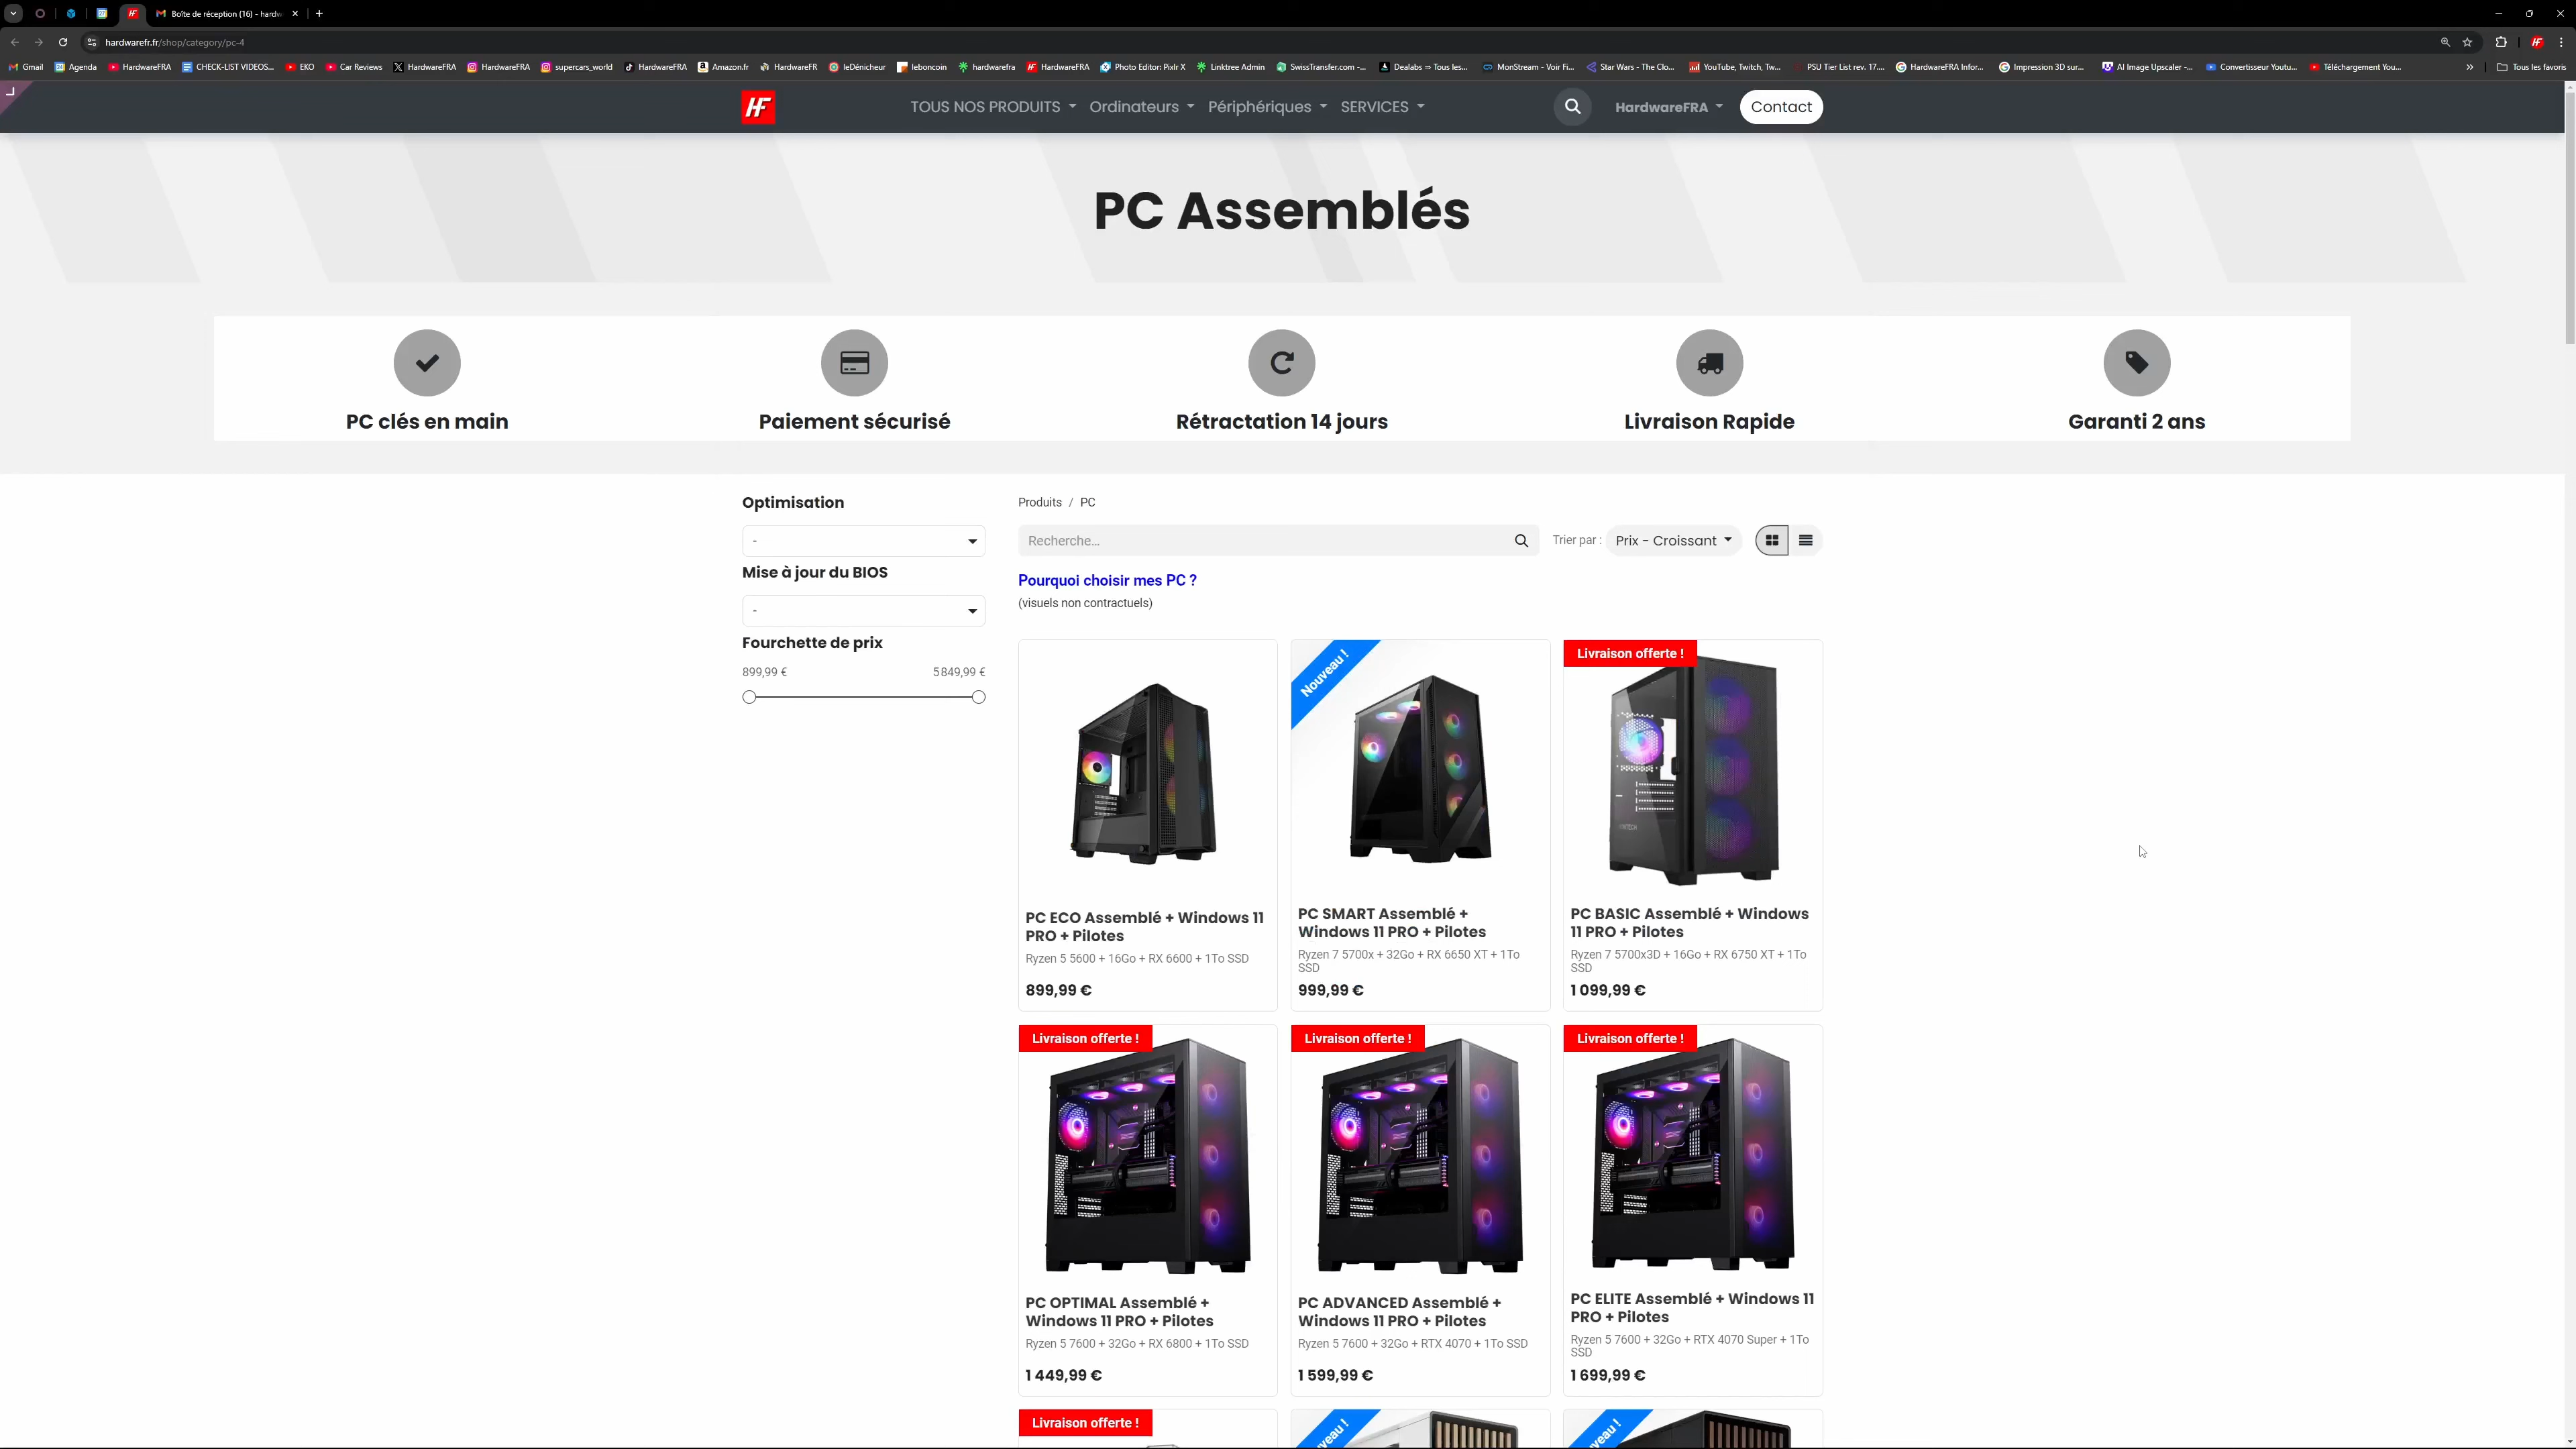 Boîte de réception (16) - hardw
hardwarefr.fr/shop/category/pc-4
Gmail
Agenda
HardwareFRA
CHECK-LIST VIDEOS...
EKO
Car Reviews
HardwareFRA
HardwareFRA
supercars_world
HardwareFRA
Amazon.fr
HardwareFR
leDénicheur
leboncoin
hardwarefra
HardwareFRA
Photo Editor: Pixlr X
Linktree Admin
SwissTransfer.com -...
Dealabs ⇒ Tous les...
MonStream - Voir Fi...
Star Wars - The Clo...
YouTube, Twitch, Tw...
PSU Tier List rev. 17....
HardwareFRA Infor...
Impression 3D sur...
AI Image Upscaler -...
Convertisseur Youtu...
Téléchargement You...
Tous les favoris
HF
TOUS NOS PRODUITS
Ordinateurs
Périphériques
SERVICES
HardwareFRA
Contact
PC Assemblés
PC clés en main
Paiement sécurisé
Rétractation 14 jours
Livraison Rapide
Garanti 2 ans
Optimisation
-
Mise à jour du BIOS
-
Fourchette de prix
899,99 €
5 849,99 €
Produits / PC
Recherche...
Trier par :
Prix - Croissant
Pourquoi choisir mes PC ?
(visuels non contractuels)
PC ECO Assemblé + Windows 11
PRO + Pilotes
Ryzen 5 5600 + 16Go + RX 6600 + 1To SSD
899,99 €
Nouveau !
PC SMART Assemblé +
Windows 11 PRO + Pilotes
Ryzen 7 5700x + 32Go + RX 6650 XT + 1To
SSD
999,99 €
Livraison offerte !
PC BASIC Assemblé + Windows
11 PRO + Pilotes
Ryzen 7 5700x3D + 16Go + RX 6750 XT + 1To
SSD
1 099,99 €
Livraison offerte !
PC OPTIMAL Assemblé +
Windows 11 PRO + Pilotes
Ryzen 5 7600 + 32Go + RX 6800 + 1To SSD
1 449,99 €
Livraison offerte !
PC ADVANCED Assemblé +
Windows 11 PRO + Pilotes
Ryzen 5 7600 + 32Go + RTX 4070 + 1To SSD
1 599,99 €
Livraison offerte !
PC ELITE Assemblé + Windows 11
PRO + Pilotes
Ryzen 5 7600 + 32Go + RTX 4070 Super + 1To
SSD
1 699,99 €
Livraison offerte !
veau !
veau !